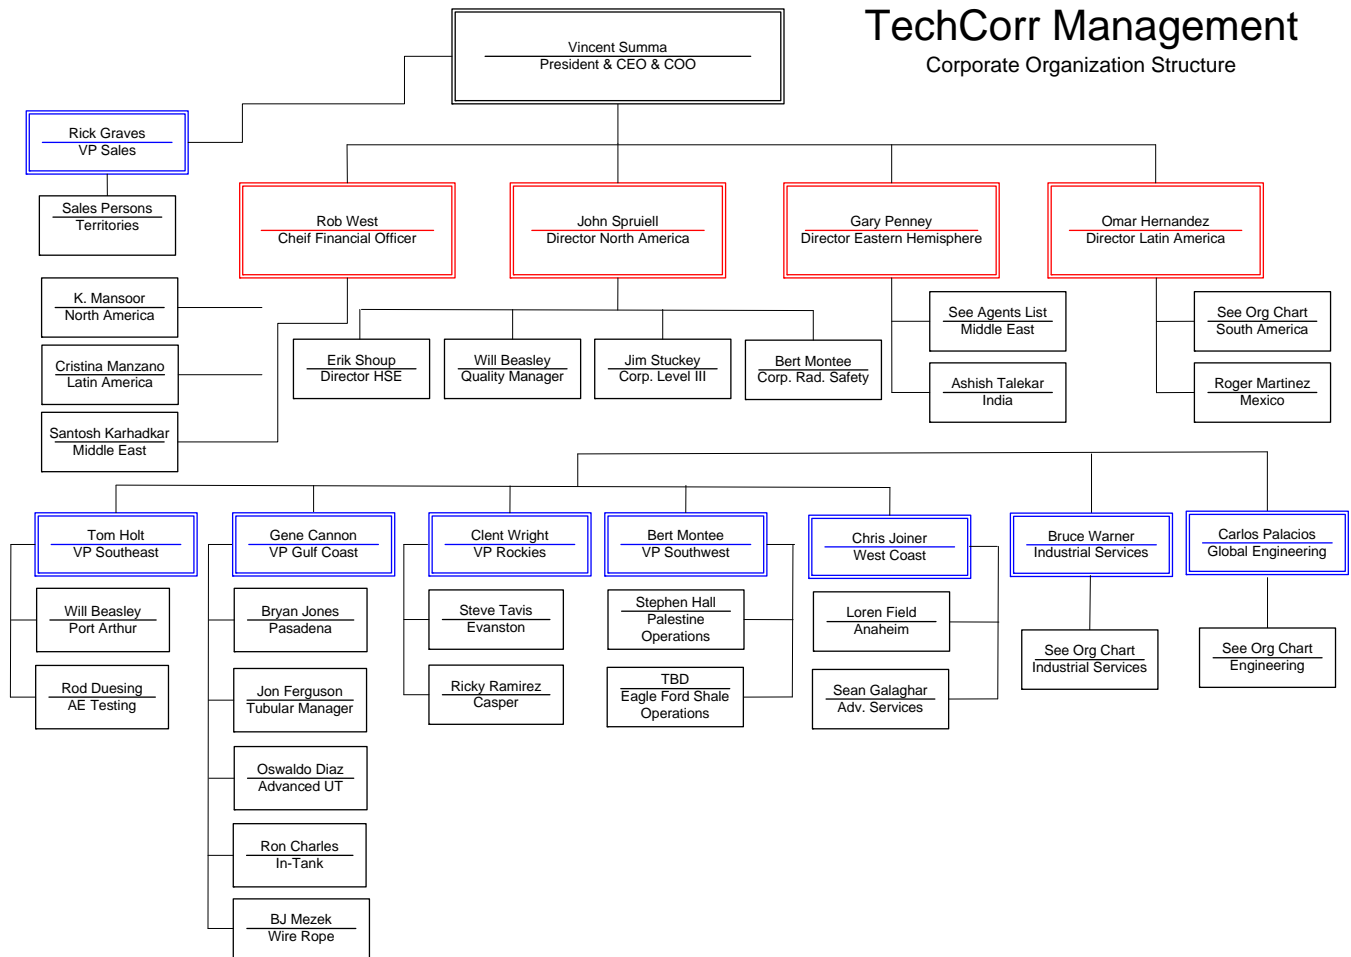 TechCorr Management
Corporate Organization Structure
Vincent Summa
President & CEO & COO
Rick Graves
VP Sales
Sales Persons
Territories
Rob West
Cheif Financial Officer
John Spruiell
Director North America
Gary Penney
Director Eastern Hemisphere
Omar Hernandez
Director Latin America
K. Mansoor
North America
Cristina Manzano
Latin America
Santosh Karhadkar
Middle East
Erik Shoup
Director HSE
Will Beasley
Quality Manager
Jim Stuckey
Corp. Level III
Bert Montee
Corp. Rad. Safety
See Agents List
Middle East
Ashish Talekar
India
See Org Chart
South America
Roger Martinez
Mexico
Tom Holt
VP Southeast
Will Beasley
Port Arthur
Rod Duesing
AE Testing
Gene Cannon
VP Gulf Coast
Bryan Jones
Pasadena
Jon Ferguson
Tubular Manager
Oswaldo Diaz
Advanced UT
Ron Charles
In-Tank
BJ Mezek
Wire Rope
Clent Wright
VP Rockies
Steve Tavis
Evanston
Ricky Ramirez
Casper
Bert Montee
VP Southwest
Stephen Hall
Palestine
Operations
TBD
Eagle Ford Shale
Operations
Chris Joiner
West Coast
Loren Field
Anaheim
Sean Galaghar
Adv. Services
Bruce Warner
Industrial Services
See Org Chart
Industrial Services
Carlos Palacios
Global Engineering
See Org Chart
Engineering